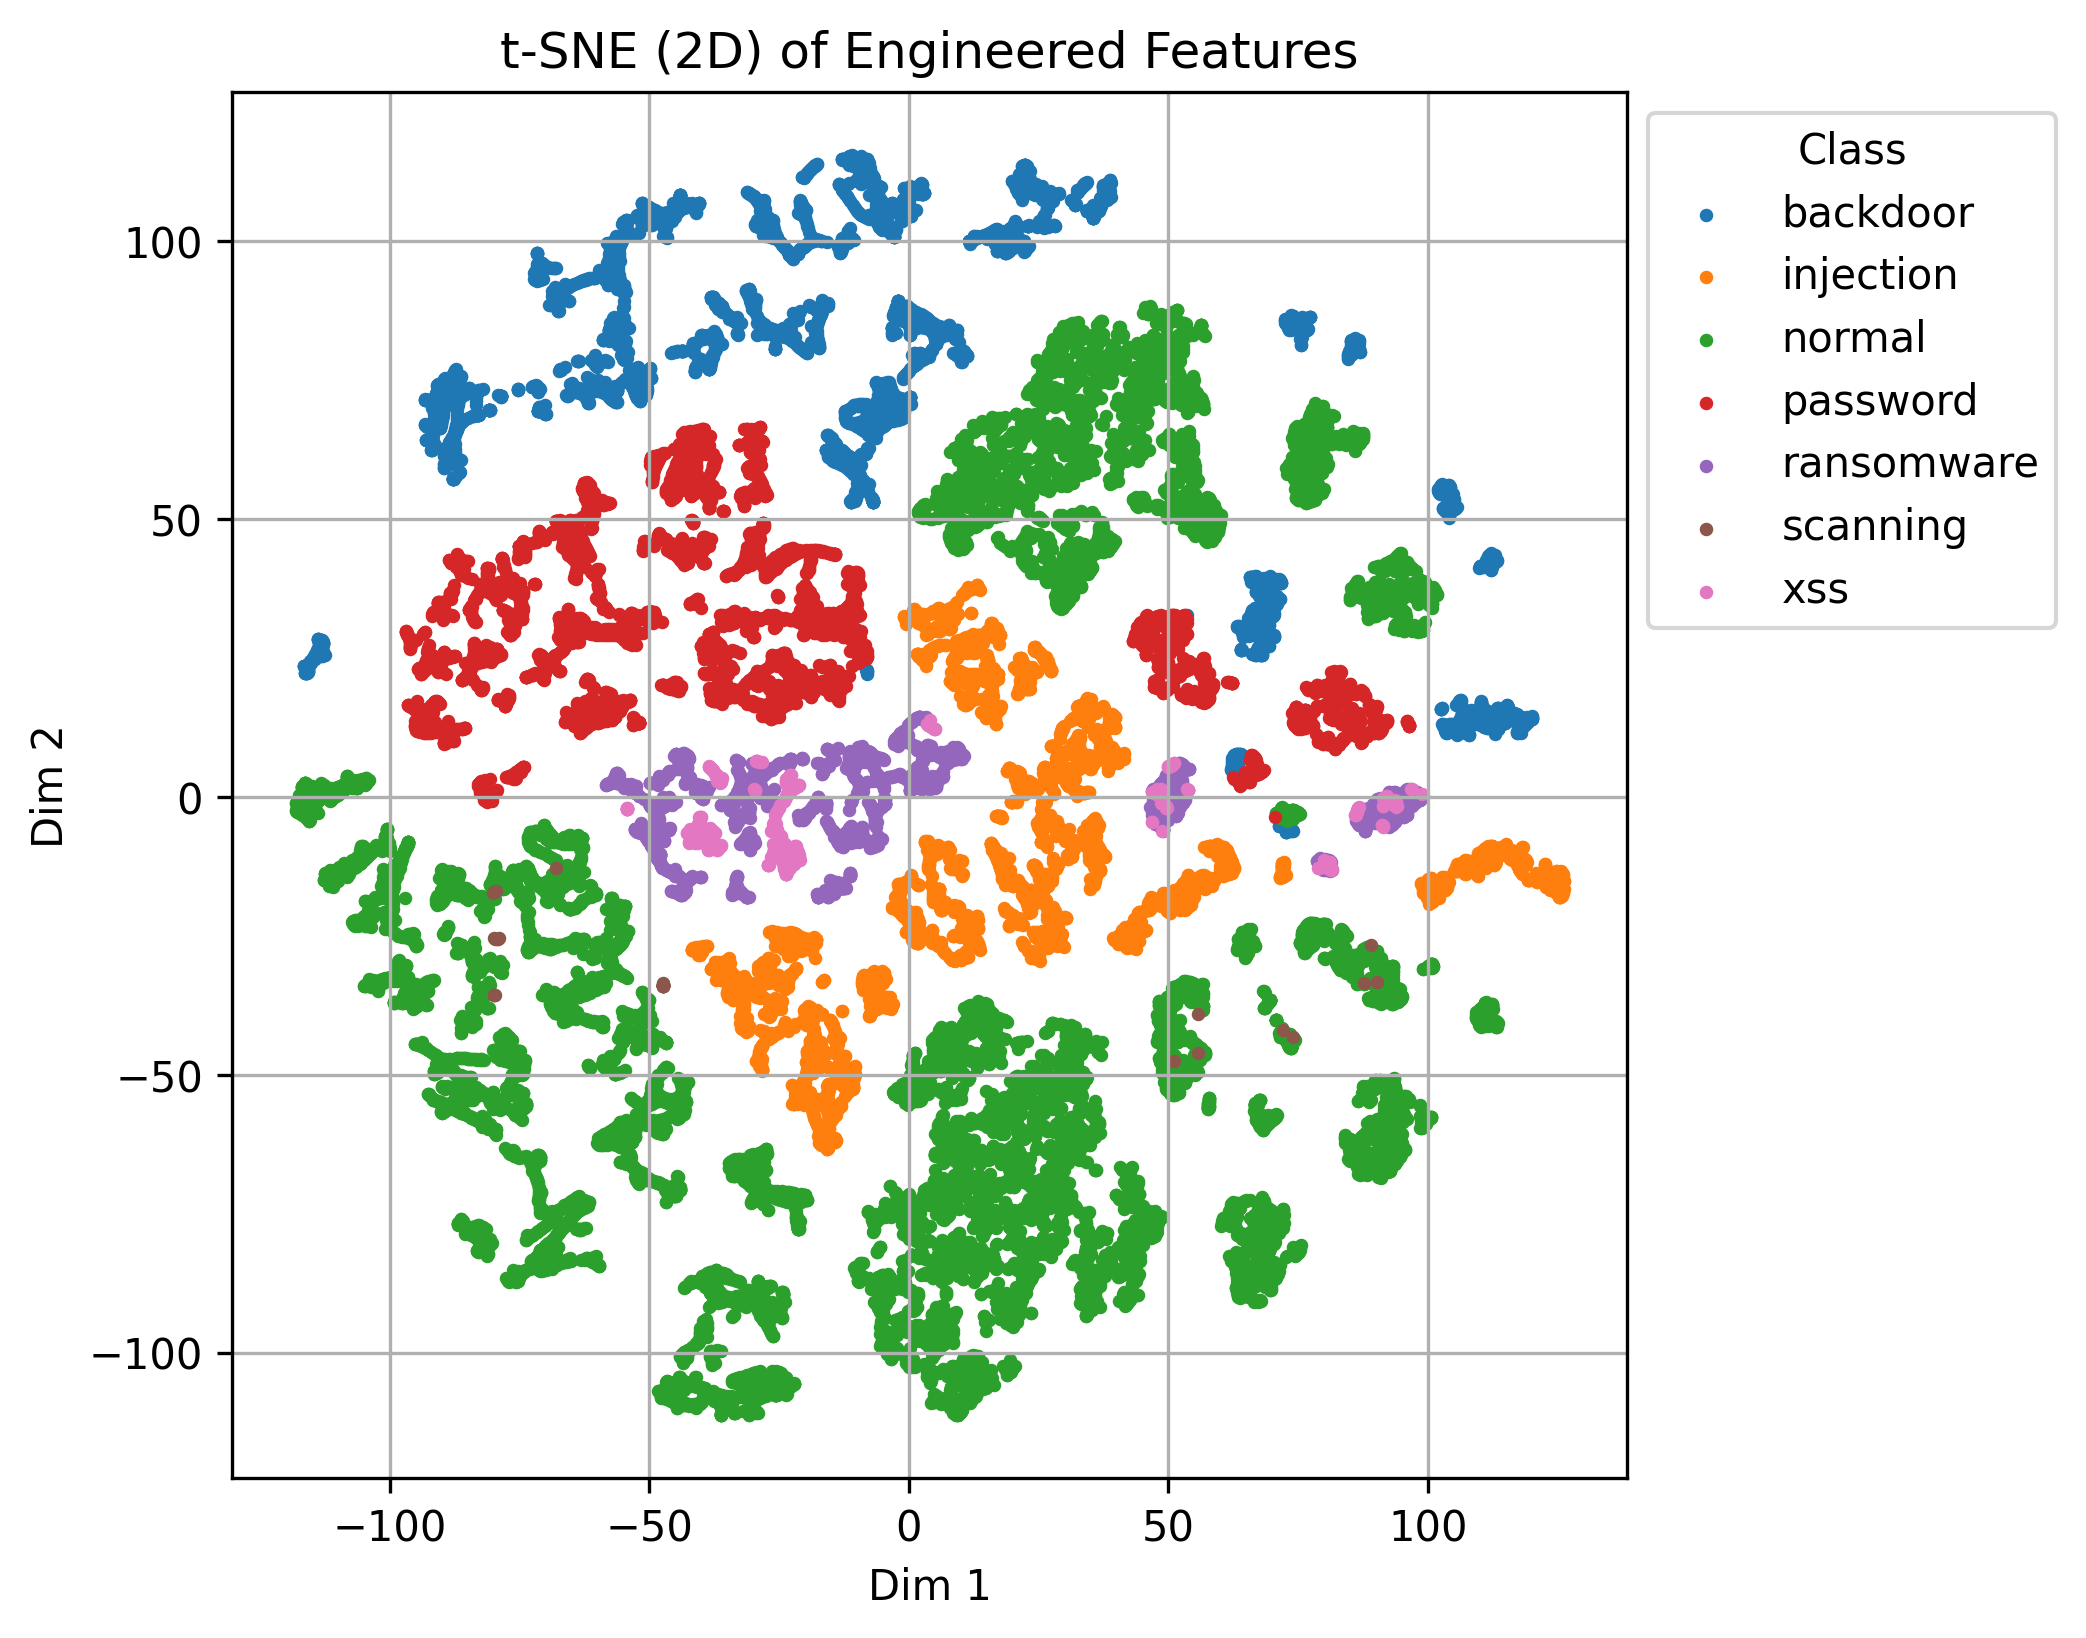 t-SNE (2D) of Engineered Features
Class
backdoor
injection
normal
password
ransomware
scanning
xss
Dim 2
100
50
0
−50
−100
−100
−50
0
50
100
Dim 1